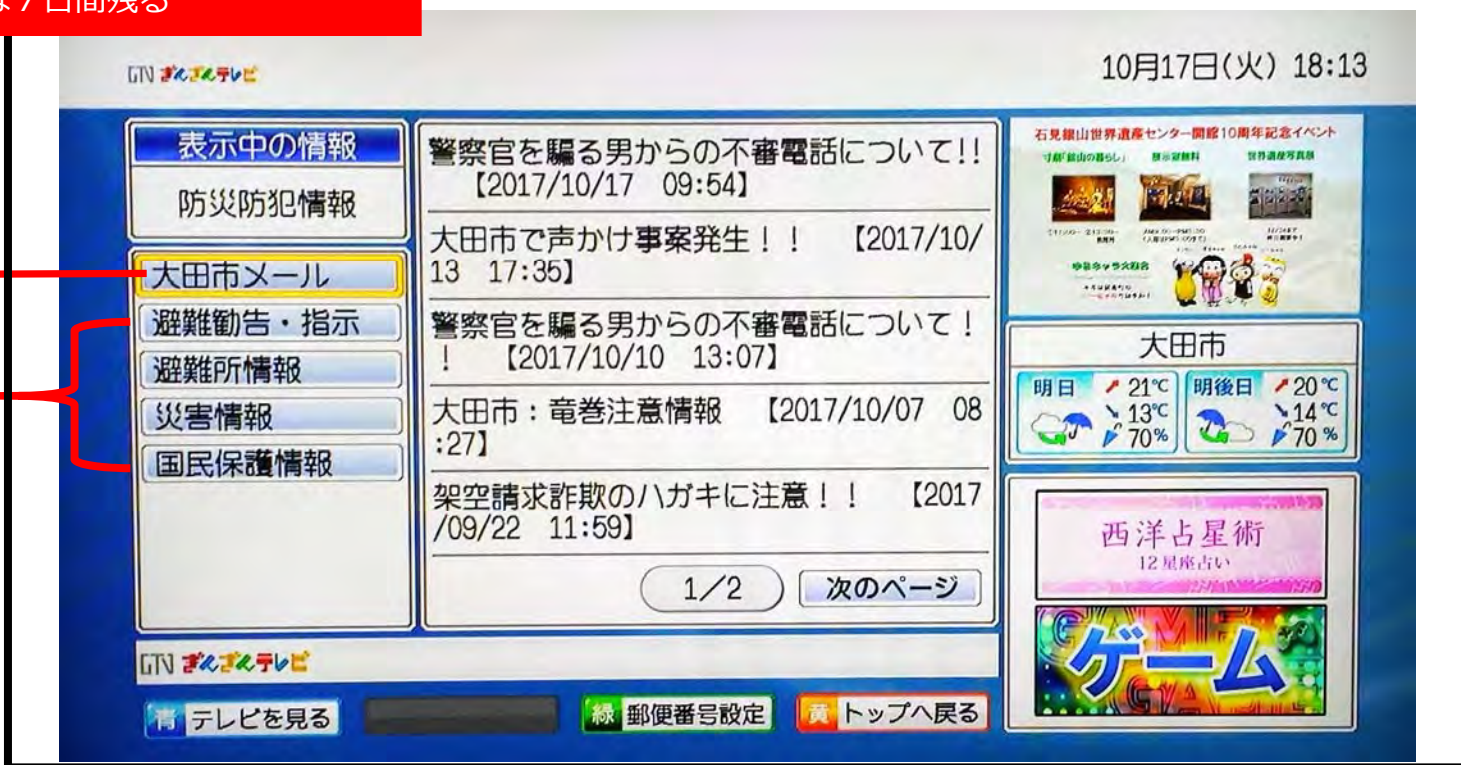 7日間残る
GTV ぎんざんテレビ
10月17日(火) 18:13
表示中の情報
防災防犯情報
大田市メール
避難勧告・指示
避難所情報
災害情報
国民保護情報
警察官を騙る男からの不審電話について!!
【2017/10/17 09:54】
大田市で声かけ事案発生!! 【2017/10/
13 17:35】
警察官を騙る男からの不審電話について!
! 【2017/10/10 13:07】
大田市:竜巻注意情報 【2017/10/07 08
:27】
架空請求詐欺のハガキに注意!! 【2017
/09/22 11:59】
1/2 次のページ
石見銀山世界遺産センター開館10周年記念イベント
寸劇「銀山の暮らし」 展示室無料 世界遺産写真展
大田市
明日 21℃ 13℃ 70%
明後日 20℃ 14℃ 70%
西洋占星術
12星座占い
ゲーム
GTV ぎんざんテレビ
青 テレビを見る 緑 郵便番号設定 黄 トップへ戻る